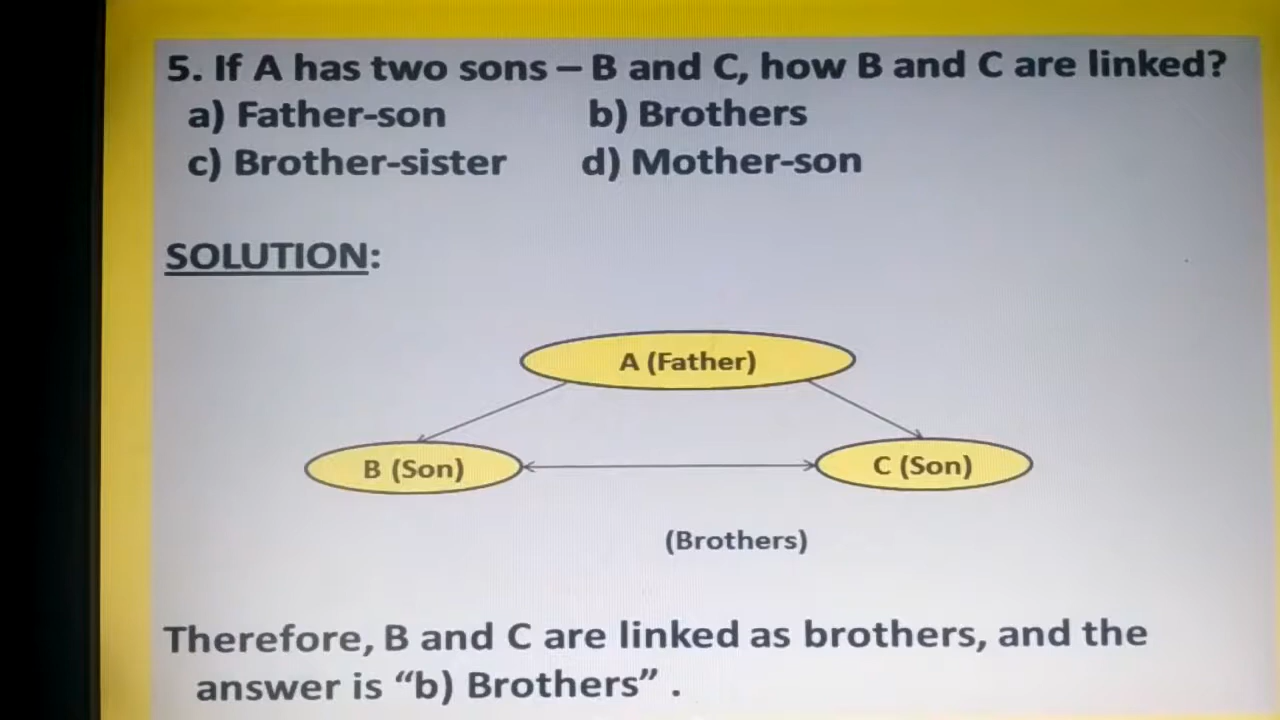 5. If A has two sons – B and C, how B and C are linked?
a) Father-son b) Brothers
c) Brother-sister d) Mother-son
SOLUTION:
A (Father)
B (Son) C (Son)
(Brothers)
Therefore, B and C are linked as brothers, and the
answer is “b) Brothers” .